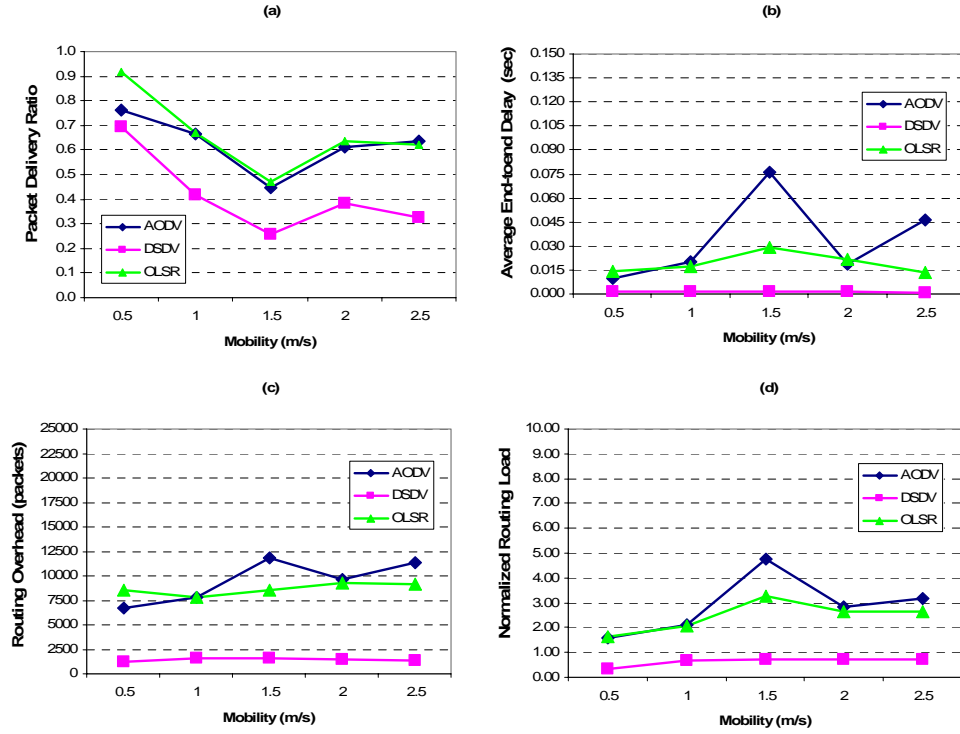 (a)
Packet Delivery Ratio
1.0
0.9
0.8
0.7
0.6
0.5
0.4
0.3
0.2
0.1
0.0
AODV
DSDV
OLSR
0.5 1 1.5 2 2.5
Mobility (m/s)
(b)
Average End-toend Delay (sec)
0.150
0.135
0.120
0.105
0.090
0.075
0.060
0.045
0.030
0.015
0.000
AODV
DSDV
OLSR
0.5 1 1.5 2 2.5
Mobility (m/s)
(c)
Routing Overhead (packets)
25000
22500
20000
17500
15000
12500
10000
7500
5000
2500
0
AODV
DSDV
OLSR
0.5 1 1.5 2 2.5
Mobility (m/s)
(d)
Normalized Routing Load
10.00
9.00
8.00
7.00
6.00
5.00
4.00
3.00
2.00
1.00
0.00
AODV
DSDV
OLSR
0.5 1 1.5 2 2.5
Mobility (m/s)